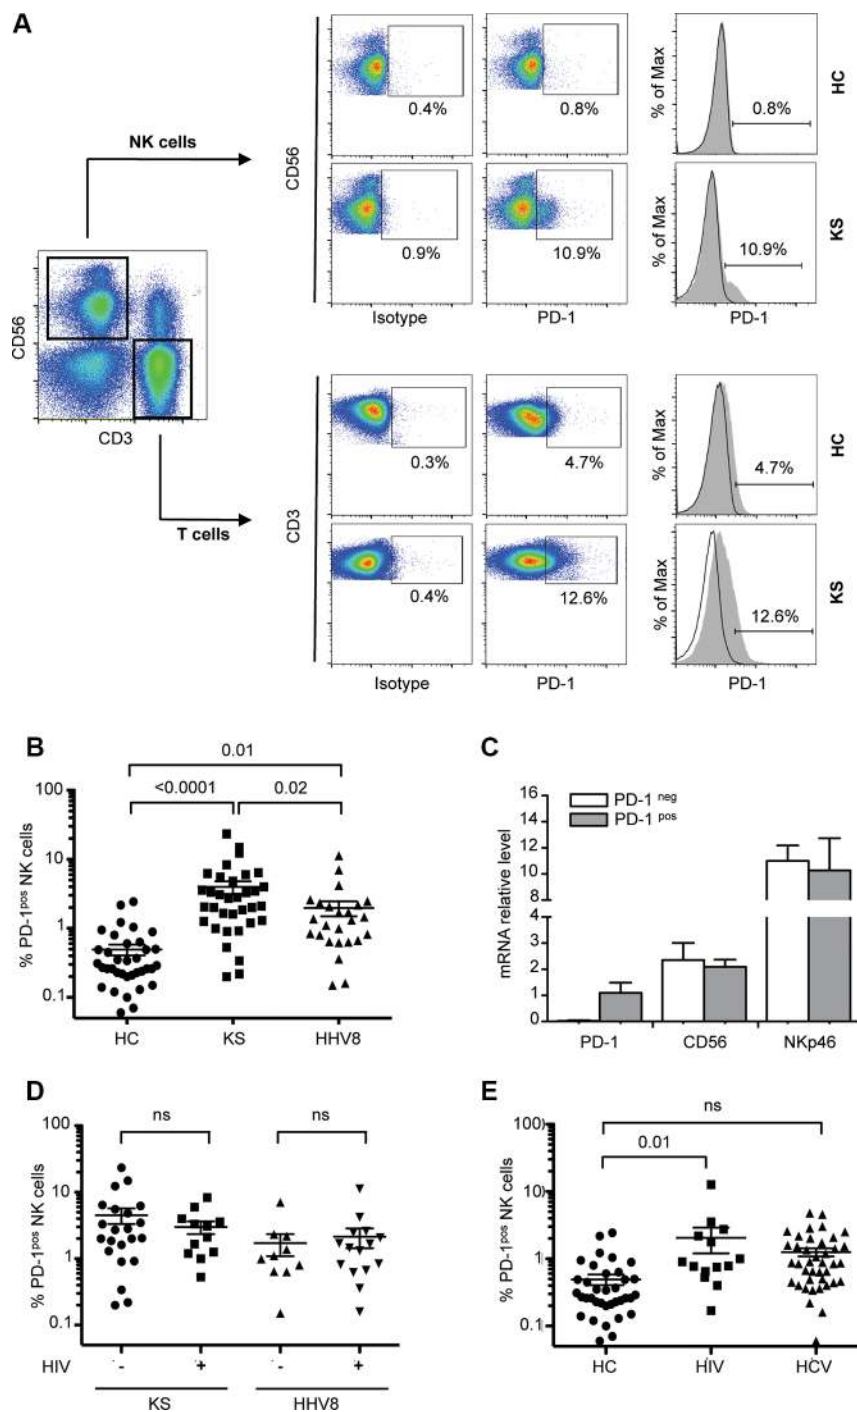 A
NK cells
CD56
CD3
T cells
CD56
0.4%
0.8%
% of Max
0.8%
HC
0.9%
10.9%
% of Max
10.9%
KS
Isotype
PD-1
PD-1
CD3
0.3%
4.7%
% of Max
4.7%
HC
0.4%
12.6%
% of Max
12.6%
KS
Isotype
PD-1
PD-1
B
0.01
<0.0001
0.02
% PD-1pos NK cells
100
10
1
0.1
HC
KS
HHV8
C
PD-1 neg
PD-1 pos
mRNA relative level
16
14
12
10
8
4
3
2
1
0
PD-1
CD56
NKp46
D
ns
ns
% PD-1pos NK cells
100
10
1
0.1
HIV
-
+
-
+
KS
HHV8
E
ns
0.01
% PD-1pos NK cells
100
10
1
0.1
HC
HIV
HCV